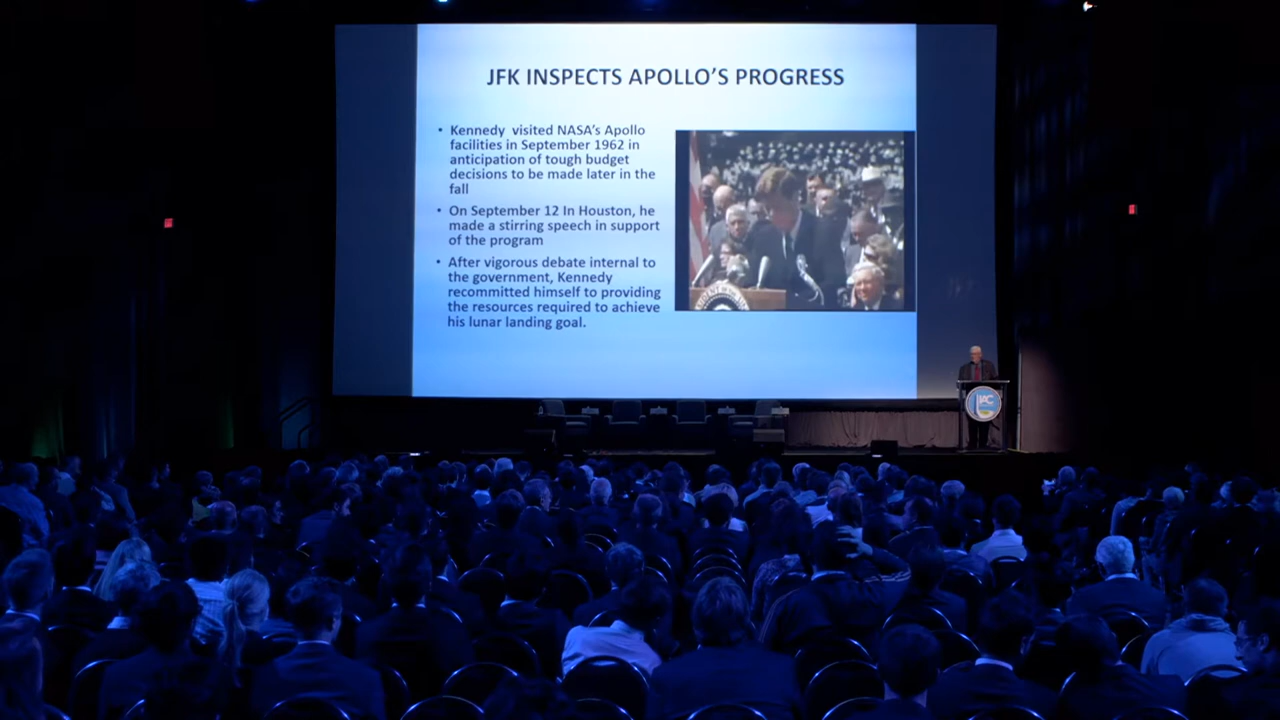 JFK INSPECTS APOLLO'S PROGRESS
• Kennedy visited NASA's Apollo
facilities in September 1962 in
anticipation of tough budget
decisions to be made later in the
fall
• On September 12 In Houston, he
made a stirring speech in support
of the program
• After vigorous debate internal to
the government, Kennedy
recommitted himself to providing
the resources required to achieve
his lunar landing goal.
IAC